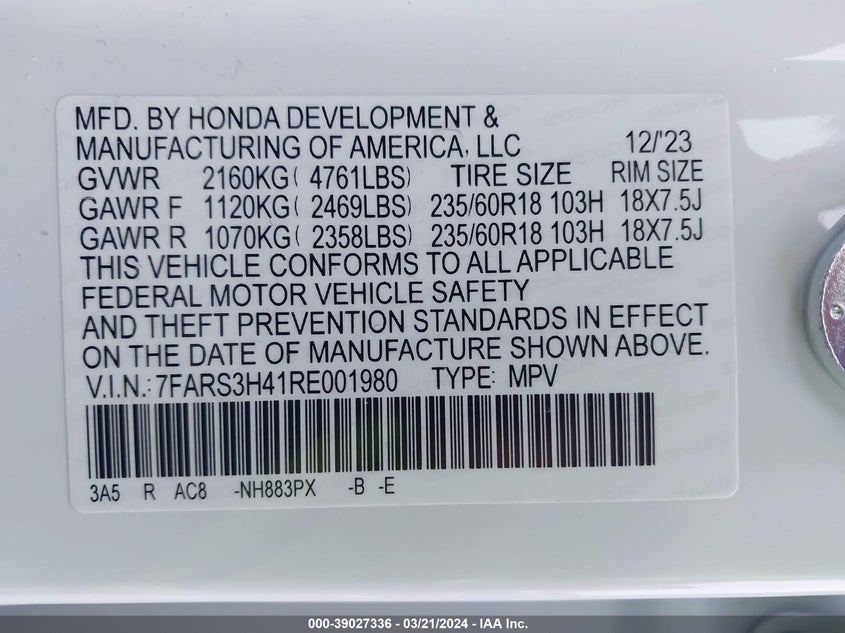 MFD. BY HONDA DEVELOPMENT &
MANUFACTURING OF AMERICA, LLC 12/'23
GVWR 2160KG( 4761LBS) TIRE SIZE RIM SIZE
GAWR F 1120KG( 2469LBS) 235/60R18 103H 18X7.5J
GAWR R 1070KG( 2358LBS) 235/60R18 103H 18X7.5J
THIS VEHICLE CONFORMS TO ALL APPLICABLE
FEDERAL MOTOR VEHICLE SAFETY
AND THEFT PREVENTION STANDARDS IN EFFECT
ON THE DATE OF MANUFACTURE SHOWN ABOVE.
V.I.N.: 7FARS3H41RE001980 TYPE: MPV
3A5 R AC8 -NH883PX -B -E
000-39027336 - 03/21/2024 - IAA Inc.